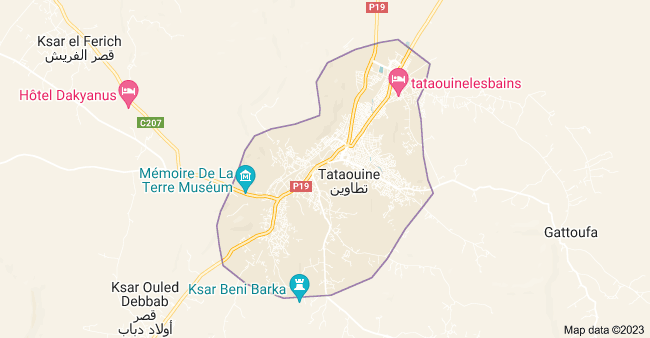 P19
Ksar el Ferich
قصر الفريش
tataouinelesbains
Hôtel Dakyanus
C207
Mémoire De La
Terre Muséum
Tataouine
تطاوين
P19
Gattoufa
Ksar Ouled
Debbab
قصر
أولاد دباب
Ksar Beni Barka
Map data ©2023